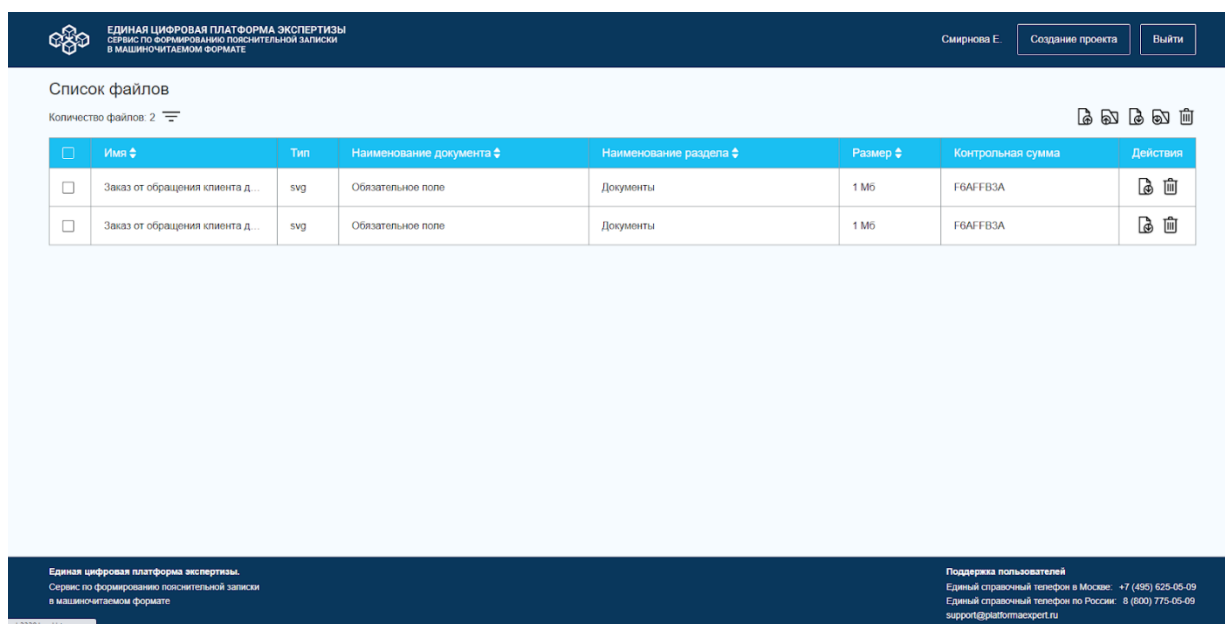 ЕДИНАЯ ЦИФРОВАЯ ПЛАТФОРМА ЭКСПЕРТИЗЫ
СЕРВИС ПО ФОРМИРОВАНИЮ ПОЯСНИТЕЛЬНОЙ ЗАПИСКИ
В МАШИНОЧИТАЕМОМ ФОРМАТЕ
Смирнова Е. Создание проекта Выйти
Список файлов
Количество файлов: 2
Имя Тип Наименование документа Наименование раздела Размер Контрольная сумма Действия
Заказ от обращения клиента д... svg Обязательное поле Документы 1 Мб F6AFFB3A
Заказ от обращения клиента д... svg Обязательное поле Документы 1 Мб F6AFFB3A
Единая цифровая платформа экспертизы.
Сервис по формированию пояснительной записки
в машиночитаемом формате
Поддержка пользователей
Единый справочный телефон в Москве: +7 (495) 625-05-09
Единый справочный телефон по России: 8 (800) 775-05-09
support@platformaexpert.ru